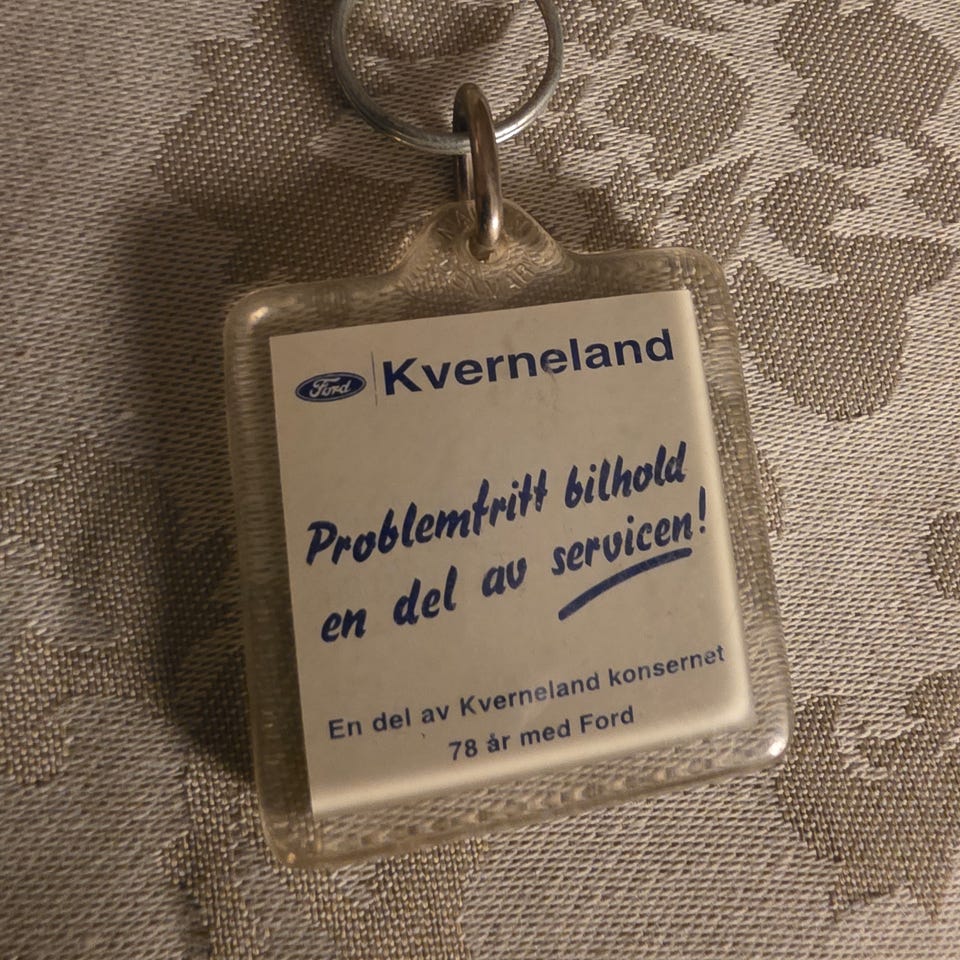 Ford Kverneland
Problemfritt bilhold
en del av servicen!
En del av Kverneland konsernet
78 år med Ford